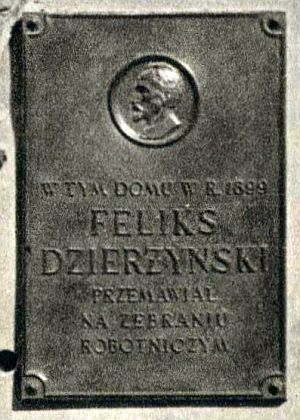 W TYM DOMU W R. 1899
FELIKS
DZIERŻYŃSKI
PRZEMAWIAŁ
NA ZEBRANIU
ROBOTNICZYM